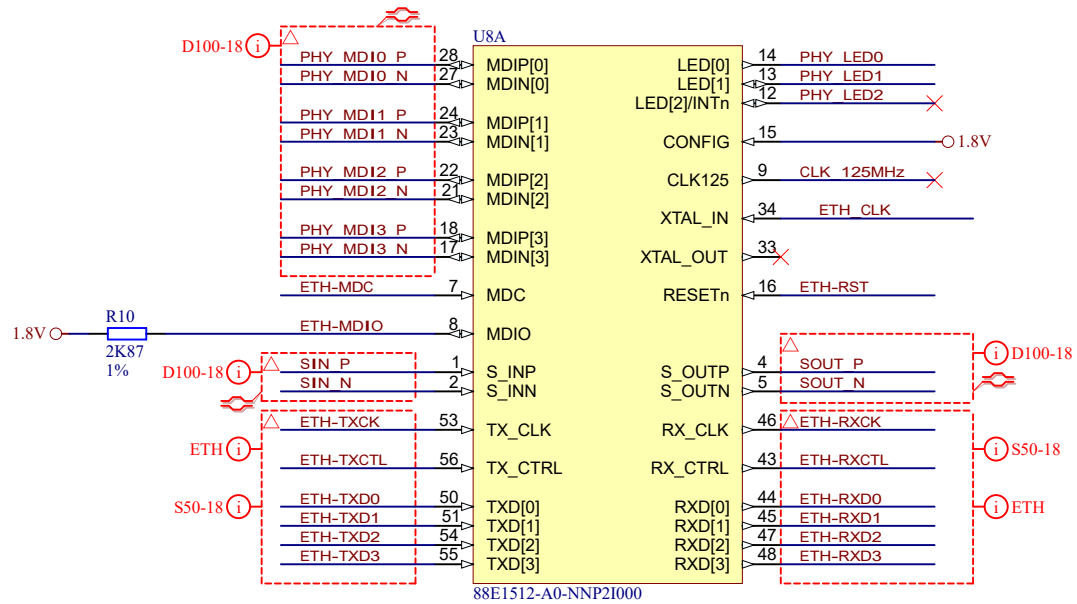 U8A
D100-18 i
PHY_MDI0_P 28 MDIP[0] LED[0] 14 PHY_LED0
PHY_MDI0_N 27 MDIN[0] LED[1] 13 PHY_LED1
LED[2]/INTn 12 PHY_LED2
PHY_MDI1_P 24 MDIP[1]
PHY_MDI1_N 23 MDIN[1] CONFIG 15 1.8V
PHY_MDI2_P 22 MDIP[2] CLK125 9 CLK_125MHz
PHY_MDI2_N 21 MDIN[2]
XTAL_IN 34 ETH_CLK
PHY_MDI3_P 18 MDIP[3]
PHY_MDI3_N 17 MDIN[3] XTAL_OUT 33
ETH-MDC 7 MDC RESETn 16 ETH-RST
R10
1.8V ETH-MDIO 8 MDIO
2K87
1%
D100-18 i
SIN_P 1 S_INP S_OUTP 4 SOUT_P
SIN_N 2 S_INN S_OUTN 5 SOUT_N
i D100-18
ETH-TXCK 53 TX_CLK RX_CLK 46 ETH-RXCK
ETH i
i S50-18
ETH-TXCTL 56 TX_CTRL RX_CTRL 43 ETH-RXCTL
S50-18 i
ETH-TXD0 50 TXD[0] RXD[0] 44 ETH-RXD0
i ETH
ETH-TXD1 51 TXD[1] RXD[1] 45 ETH-RXD1
ETH-TXD2 54 TXD[2] RXD[2] 47 ETH-RXD2
ETH-TXD3 55 TXD[3] RXD[3] 48 ETH-RXD3
88E1512-A0-NNP2I000